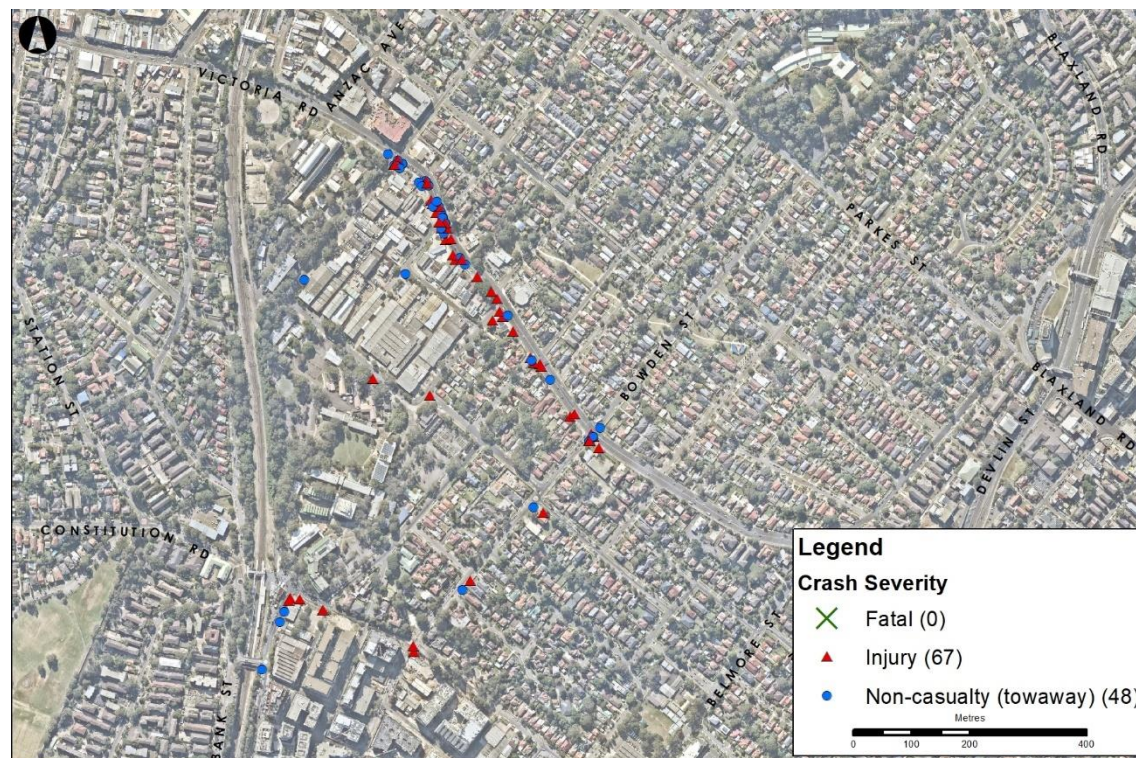 VICTORIA RD
ANZAC AVE
BLAXLAND RD
PARKES ST
BOWDEN ST
STATION ST
BLAXLAND RD
DEVLIN ST
CONSTITUTION RD
BELMORE ST
BANK ST
Legend
Crash Severity
Fatal (0)
Injury (67)
Non-casualty (towaway) (48)
Metres
0 100 200 400